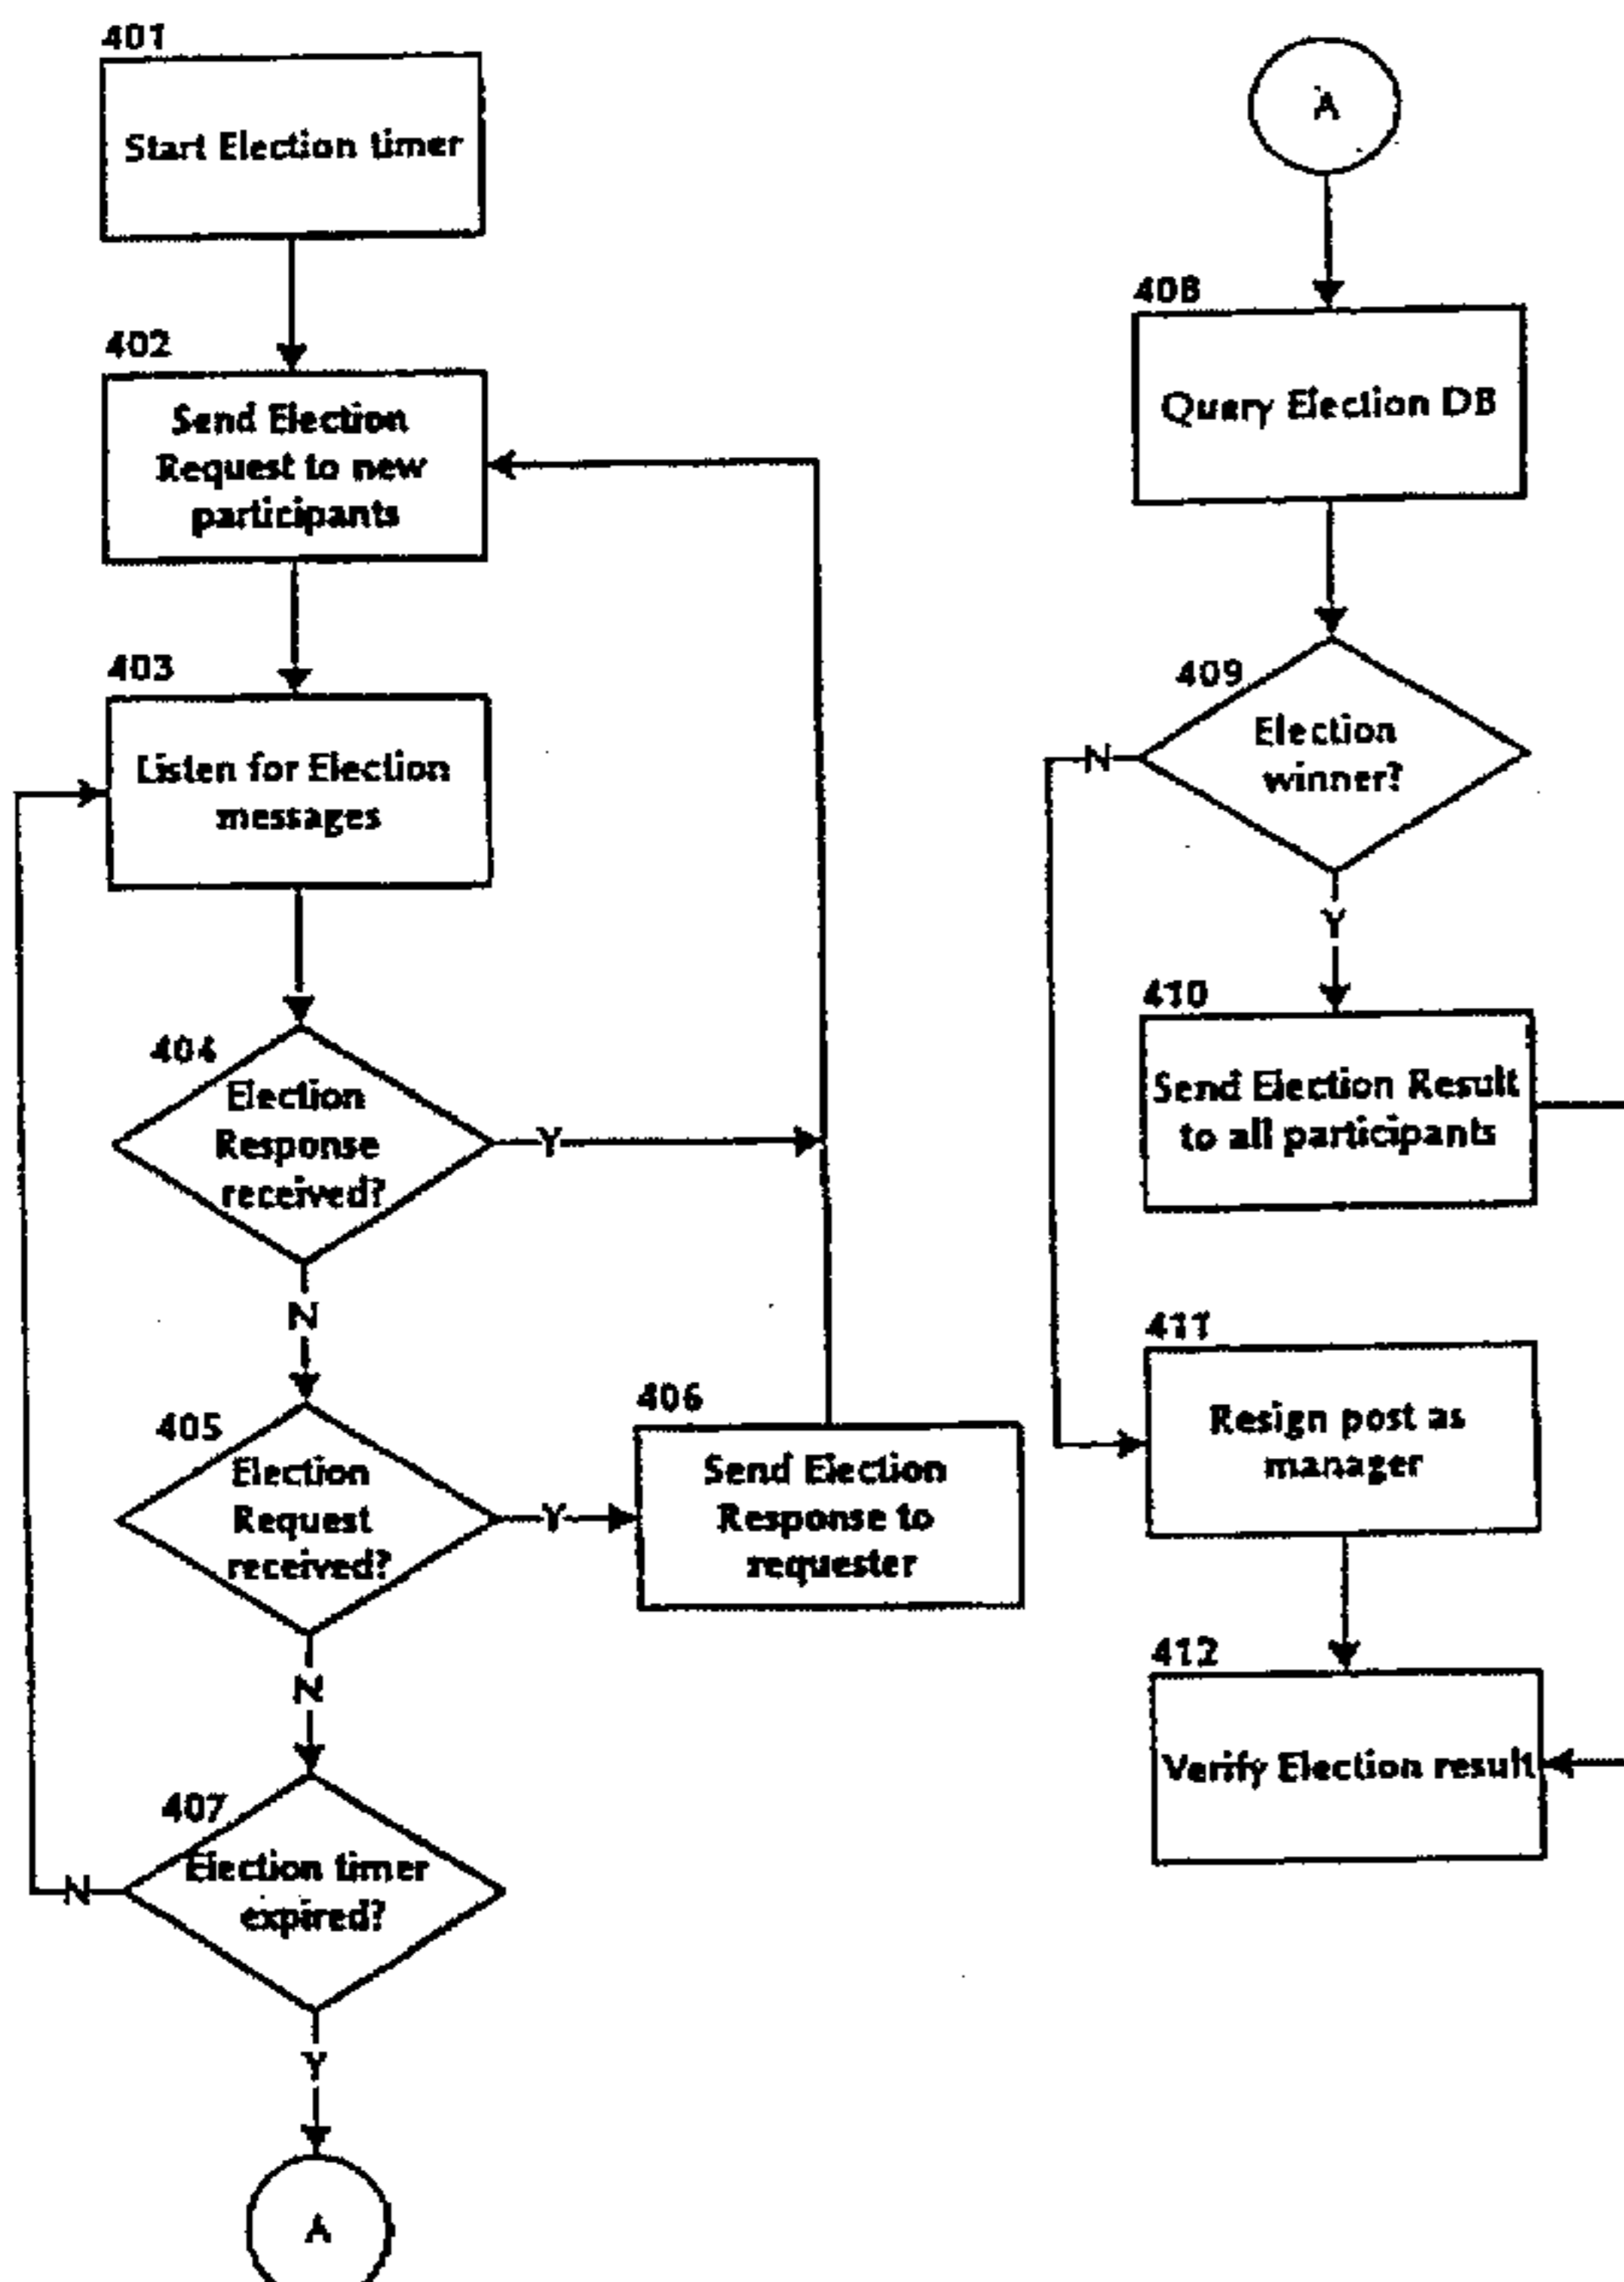 401
Start Election timer
402
Send Election
Request to new
participants
403
Listen for Election
messages
404
Election
Response
received?
Y
N
405
Election
Request
received?
Y
406
Send Election
Response to
requester
N
407
Election timer
expired?
N
Y
A
A
408
Query Election DB
409
Election
winner?
N
Y
410
Send Election Result
to all participants
411
Resign post as
manager
412
Verify Election result